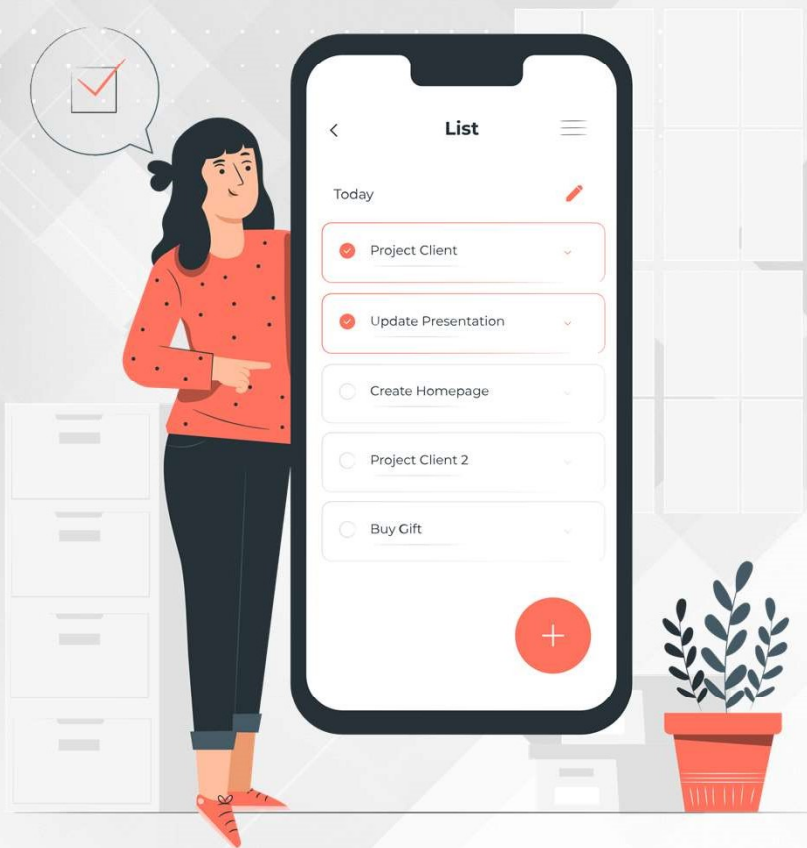 List
Today
Project Client
Update Presentation
Create Homepage
Project Client 2
Buy Gift